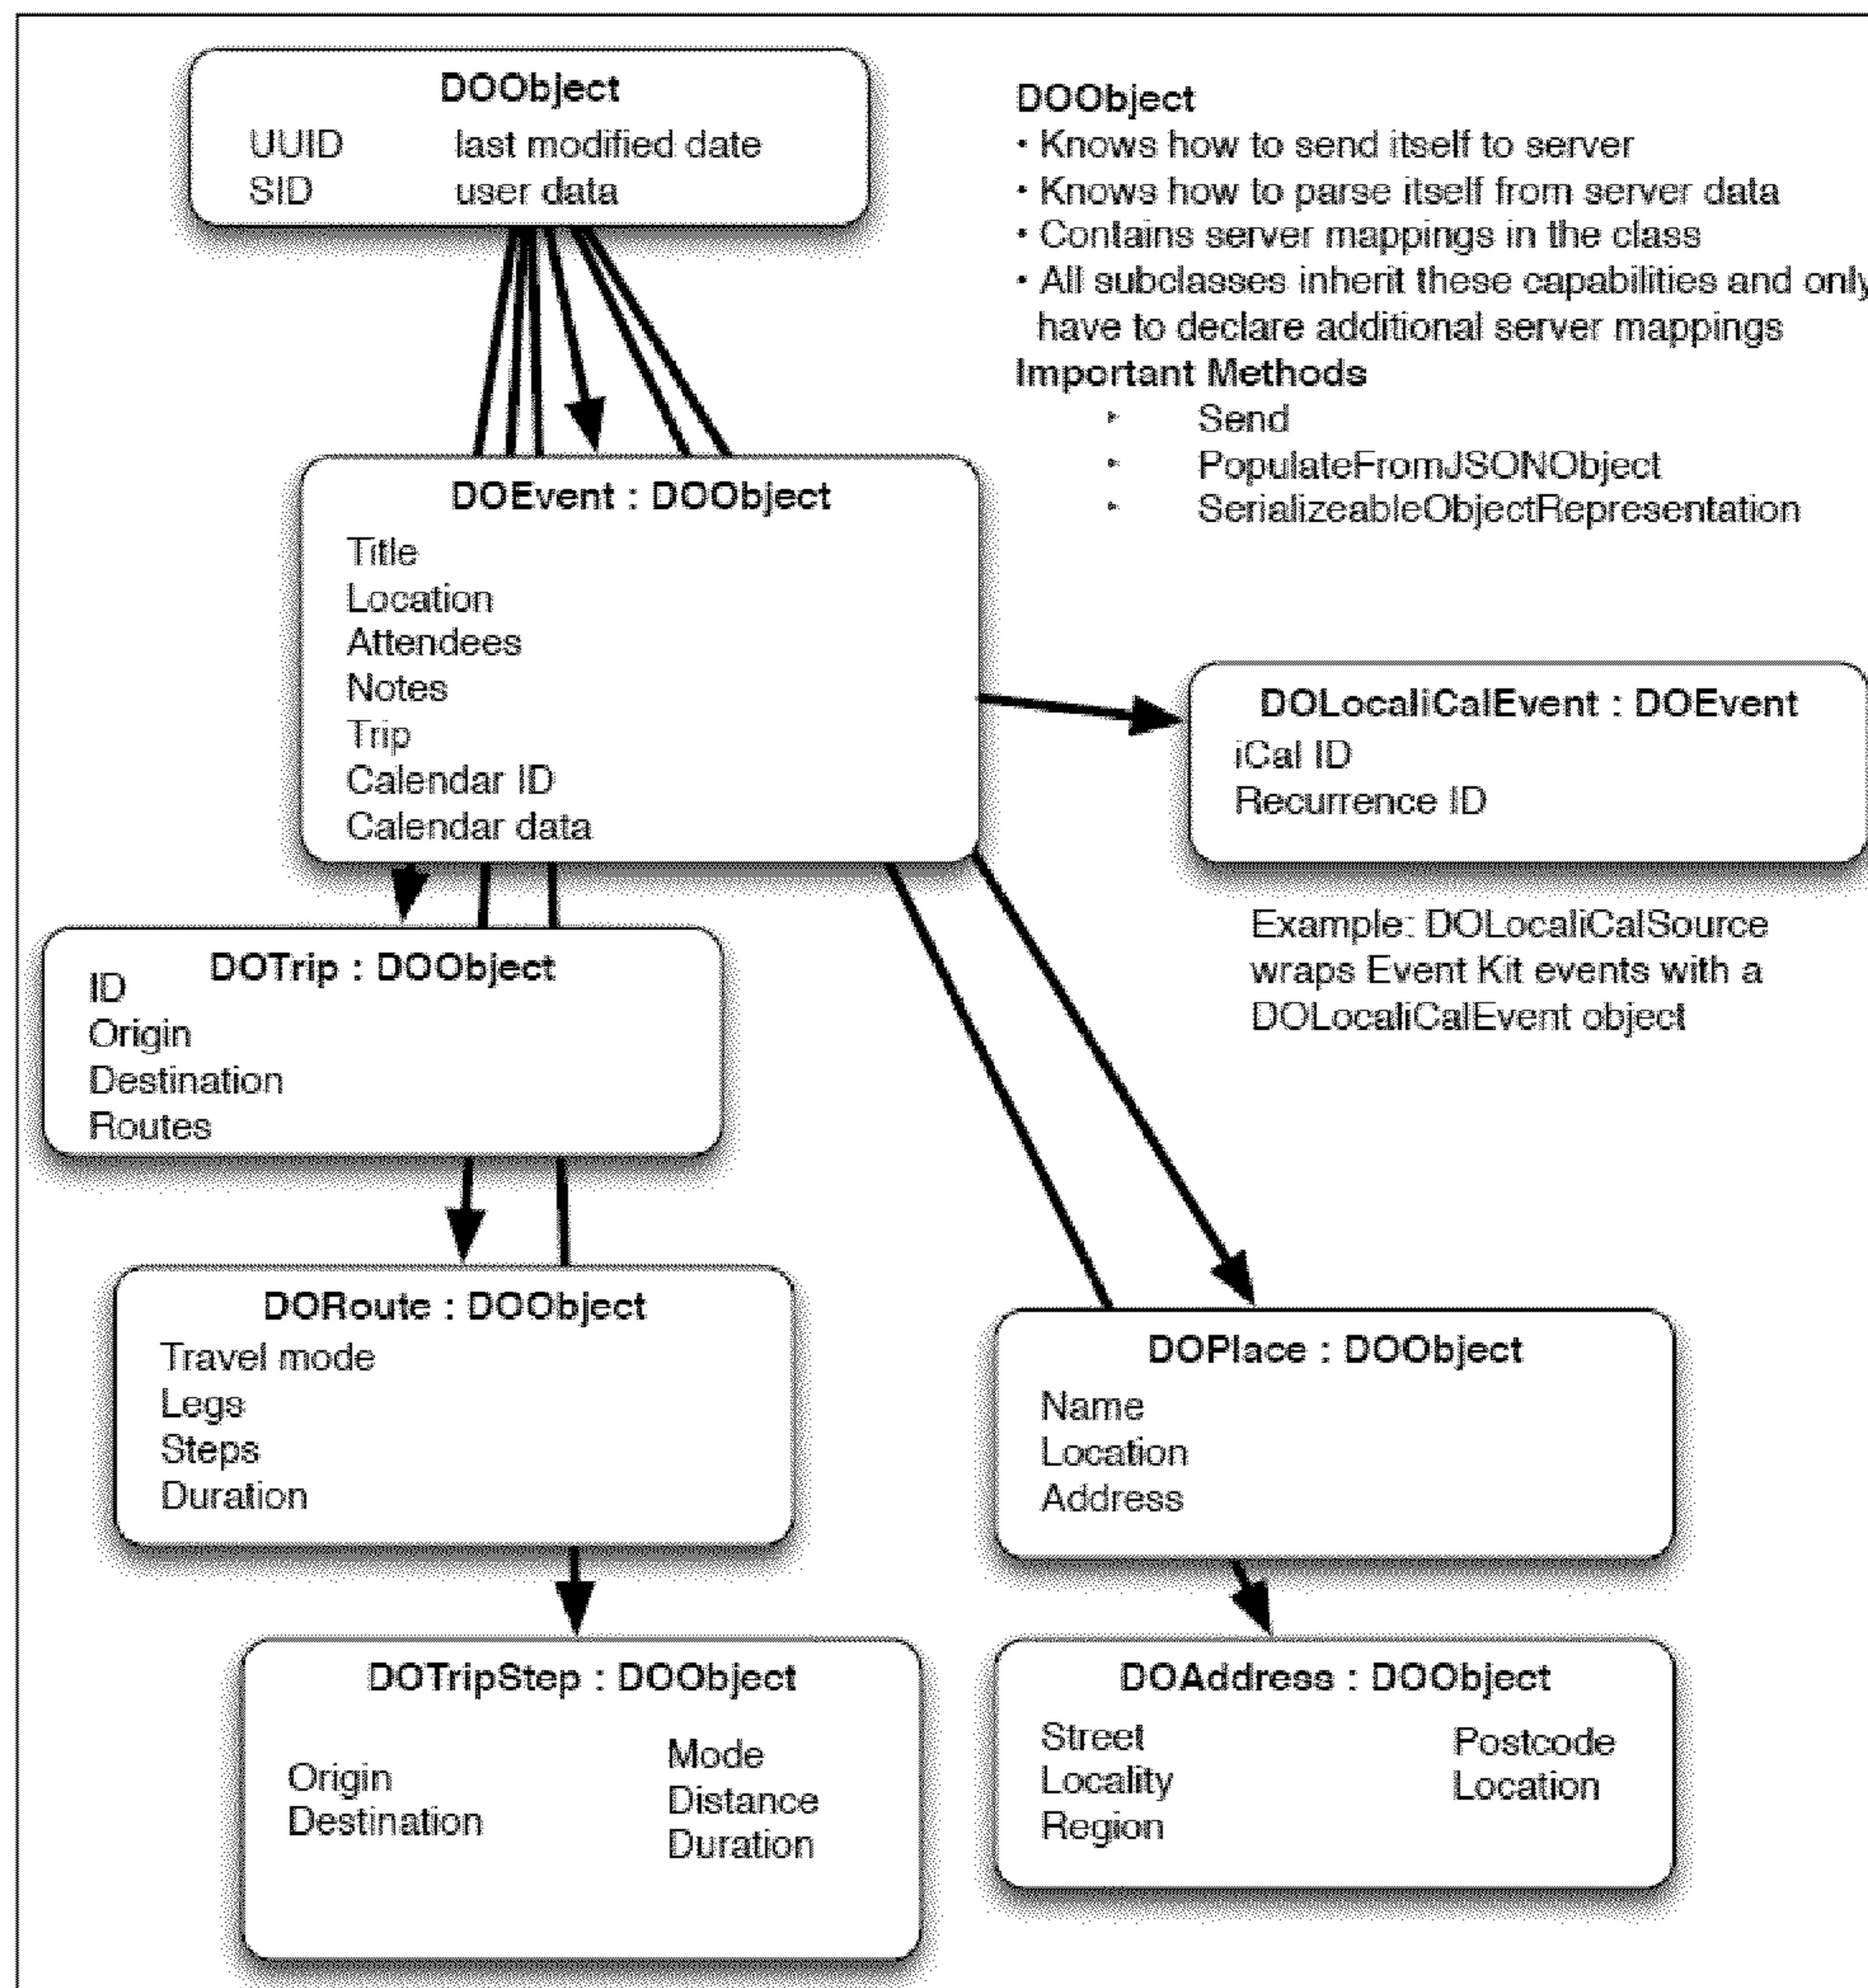 DOObject
UUID last modified date
SID user data
DOObject
• Knows how to send itself to server
• Knows how to parse itself from server data
• Contains server mappings in the class
• All subclasses inherit these capabilities and only
have to declare additional server mappings
Important Methods
▸ Send
▸ PopulateFromJSONObject
▸ SerializeableObjectRepresentation
DOEvent : DOObject
Title
Location
Attendees
Notes
Trip
Calendar ID
Calendar data
DOLocaliCalEvent : DOEvent
iCal ID
Recurrence ID
Example: DOLocaliCalSource
wraps Event Kit events with a
DOLocaliCalEvent object
DOTrip : DOObject
ID
Origin
Destination
Routes
DORoute : DOObject
Travel mode
Legs
Steps
Duration
DOPlace : DOObject
Name
Location
Address
DOTripStep : DOObject
Origin
Destination
Mode
Distance
Duration
DOAddress : DOObject
Street
Locality
Region
Postcode
Location